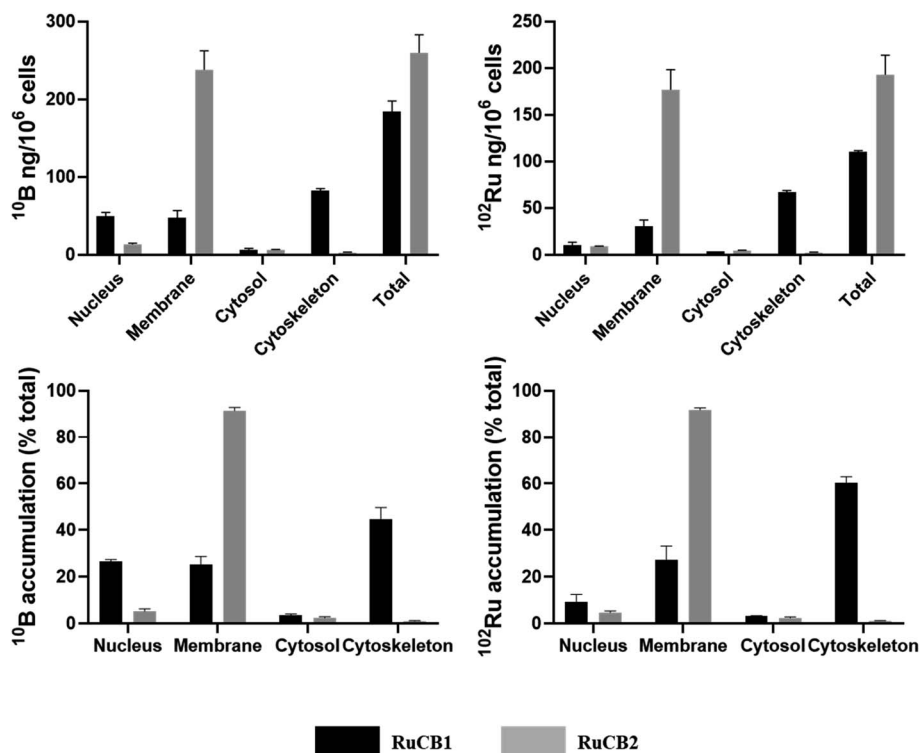 ¹⁰B ng/10⁶ cells
300
200
100
0
Nucleus
Membrane
Cytosol
Cytoskeleton
Total
¹⁰²Ru ng/10⁶ cells
250
200
150
100
50
0
Nucleus
Membrane
Cytosol
Cytoskeleton
Total
¹⁰B accumulation (% total)
100
80
60
40
20
0
Nucleus Membrane Cytosol Cytoskeleton
¹⁰²Ru accumulation (% total)
100
80
60
40
20
0
Nucleus Membrane Cytosol Cytoskeleton
RuCB1 RuCB2